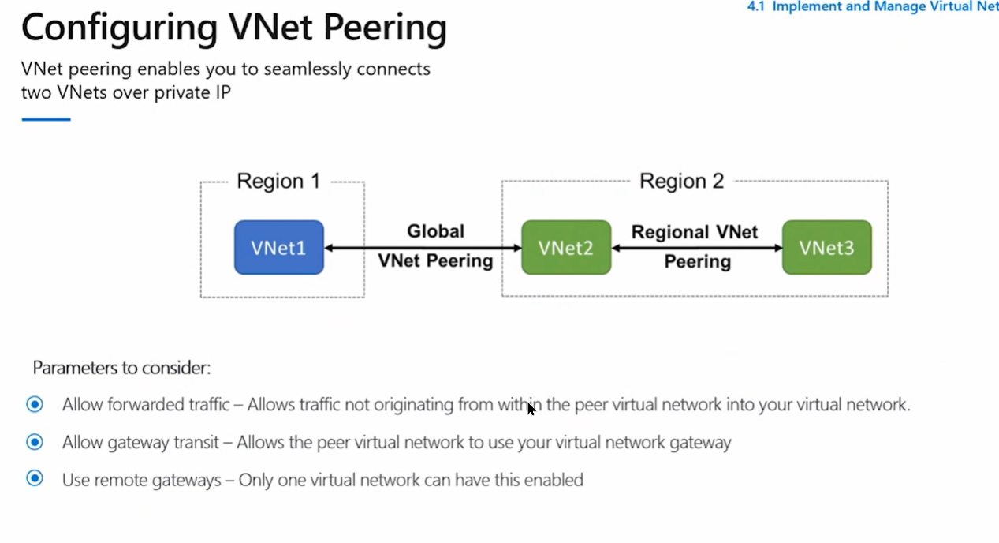 4.1 Implement and Manage Virtual Net
Configuring VNet Peering
VNet peering enables you to seamlessly connects
two VNets over private IP
Region 1
Region 2
VNet1
Global
VNet Peering
VNet2
Regional VNet
Peering
VNet3
Parameters to consider:
Allow forwarded traffic – Allows traffic not originating from within the peer virtual network into your virtual network.
Allow gateway transit – Allows the peer virtual network to use your virtual network gateway
Use remote gateways – Only one virtual network can have this enabled